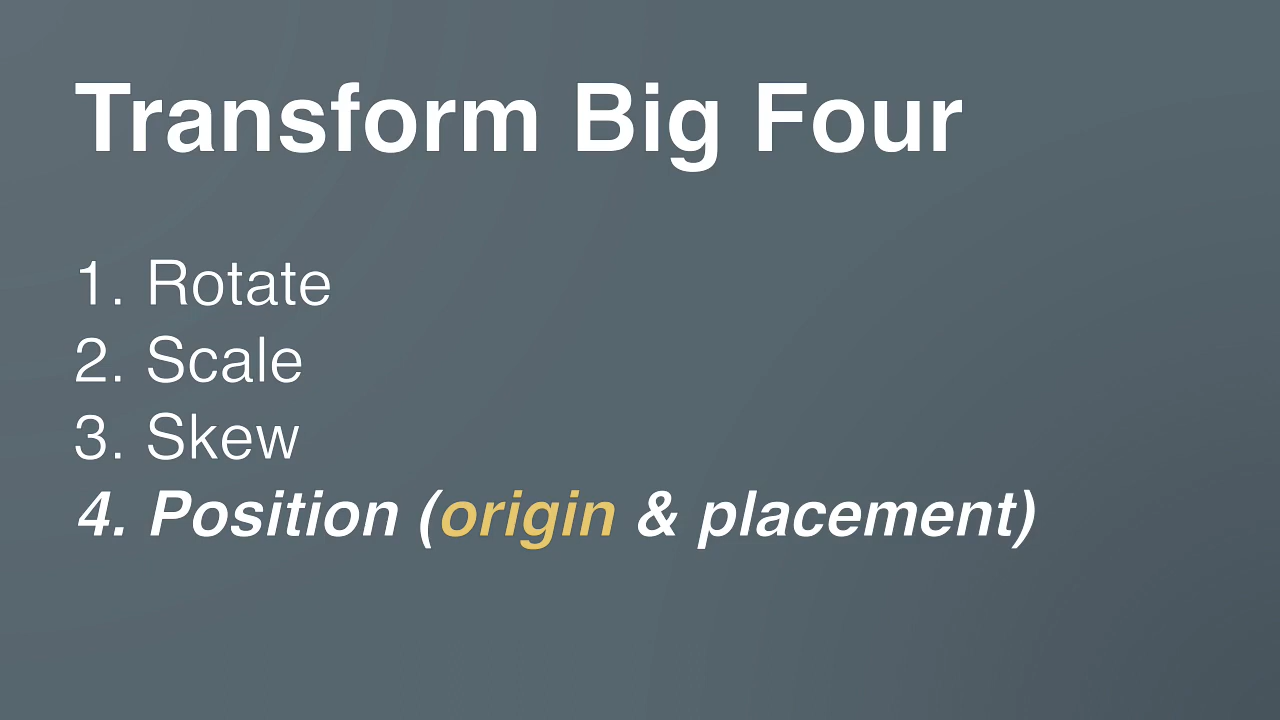 Transform Big Four
1. Rotate
2. Scale
3. Skew
4. Position (origin & placement)